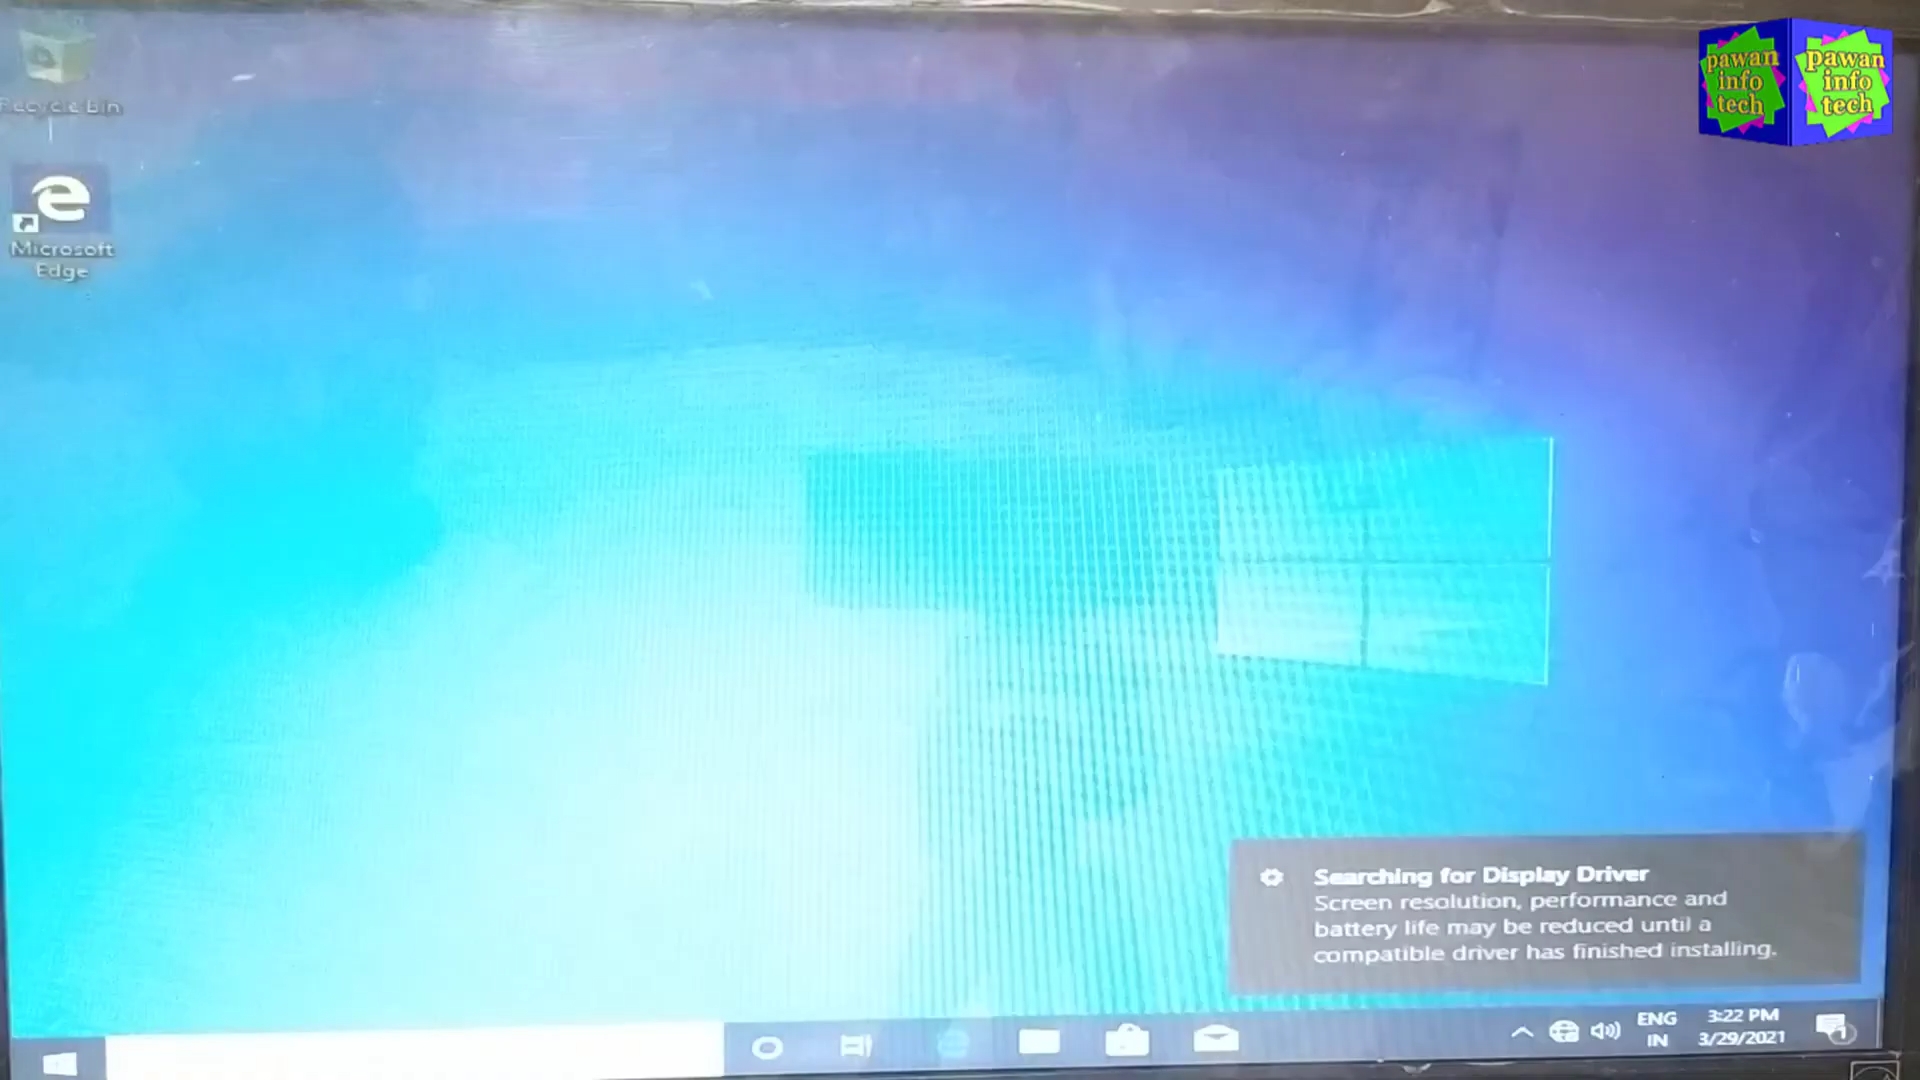 pawan
info
tech
pawan
info
tech
Recycle Bin
Microsoft
Edge
Searching for Display Driver
Screen resolution, performance and
battery life may be reduced until a
compatible driver has finished installing.
ENG
IN
3:22 PM
3/29/2021
1